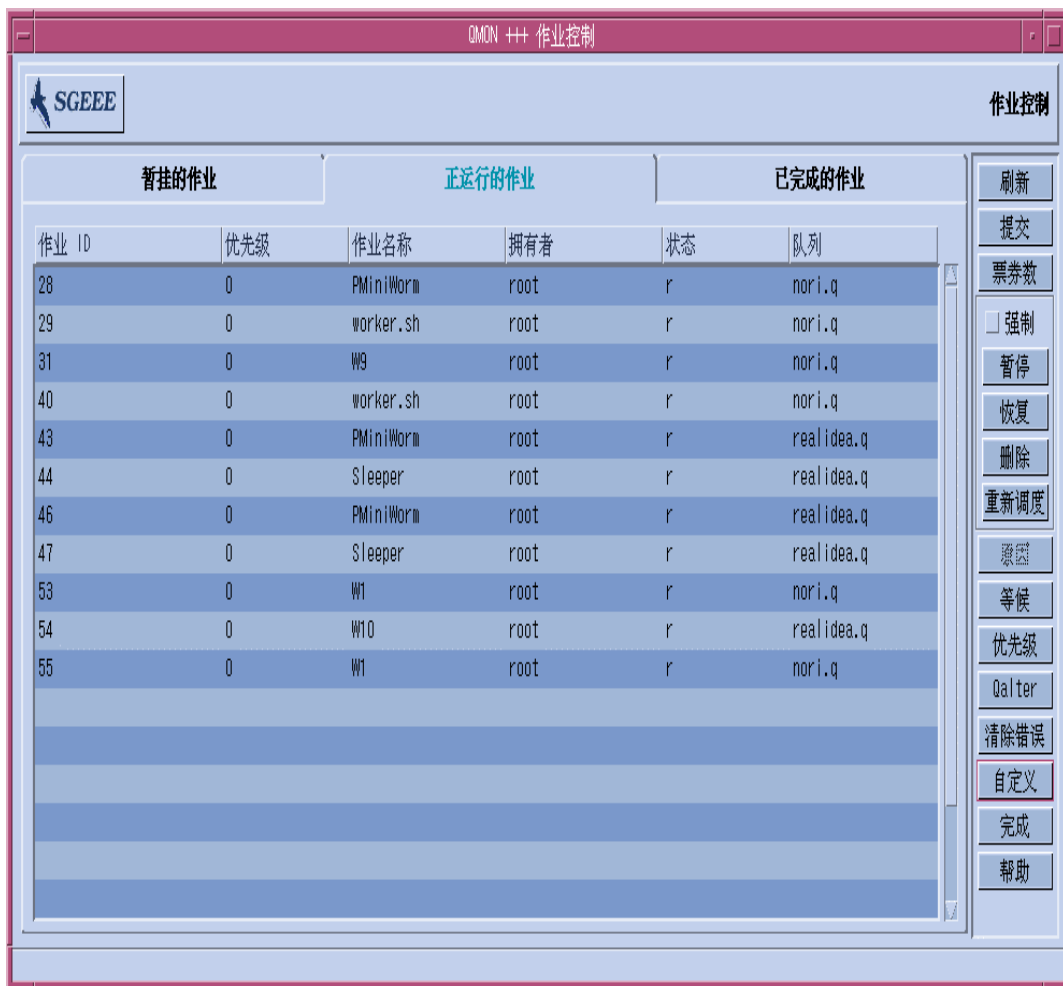 QMON +++ 作业控制
SGEEE
作业控制
暂挂的作业 正运行的作业 已完成的作业
作业 ID 优先级 作业名称 拥有者 状态 队列
28 0 PMiniWorm root r nori.q
29 0 worker.sh root r nori.q
31 0 W9 root r nori.q
40 0 worker.sh root r nori.q
43 0 PMiniWorm root r realidea.q
44 0 Sleeper root r realidea.q
46 0 PMiniWorm root r realidea.q
47 0 Sleeper root r realidea.q
53 0 W1 root r nori.q
54 0 W10 root r realidea.q
55 0 W1 root r nori.q
刷新
提交
票券数
强制
暂停
恢复
删除
重新调度
等候
优先级
Qalter
清除错误
自定义
完成
帮助